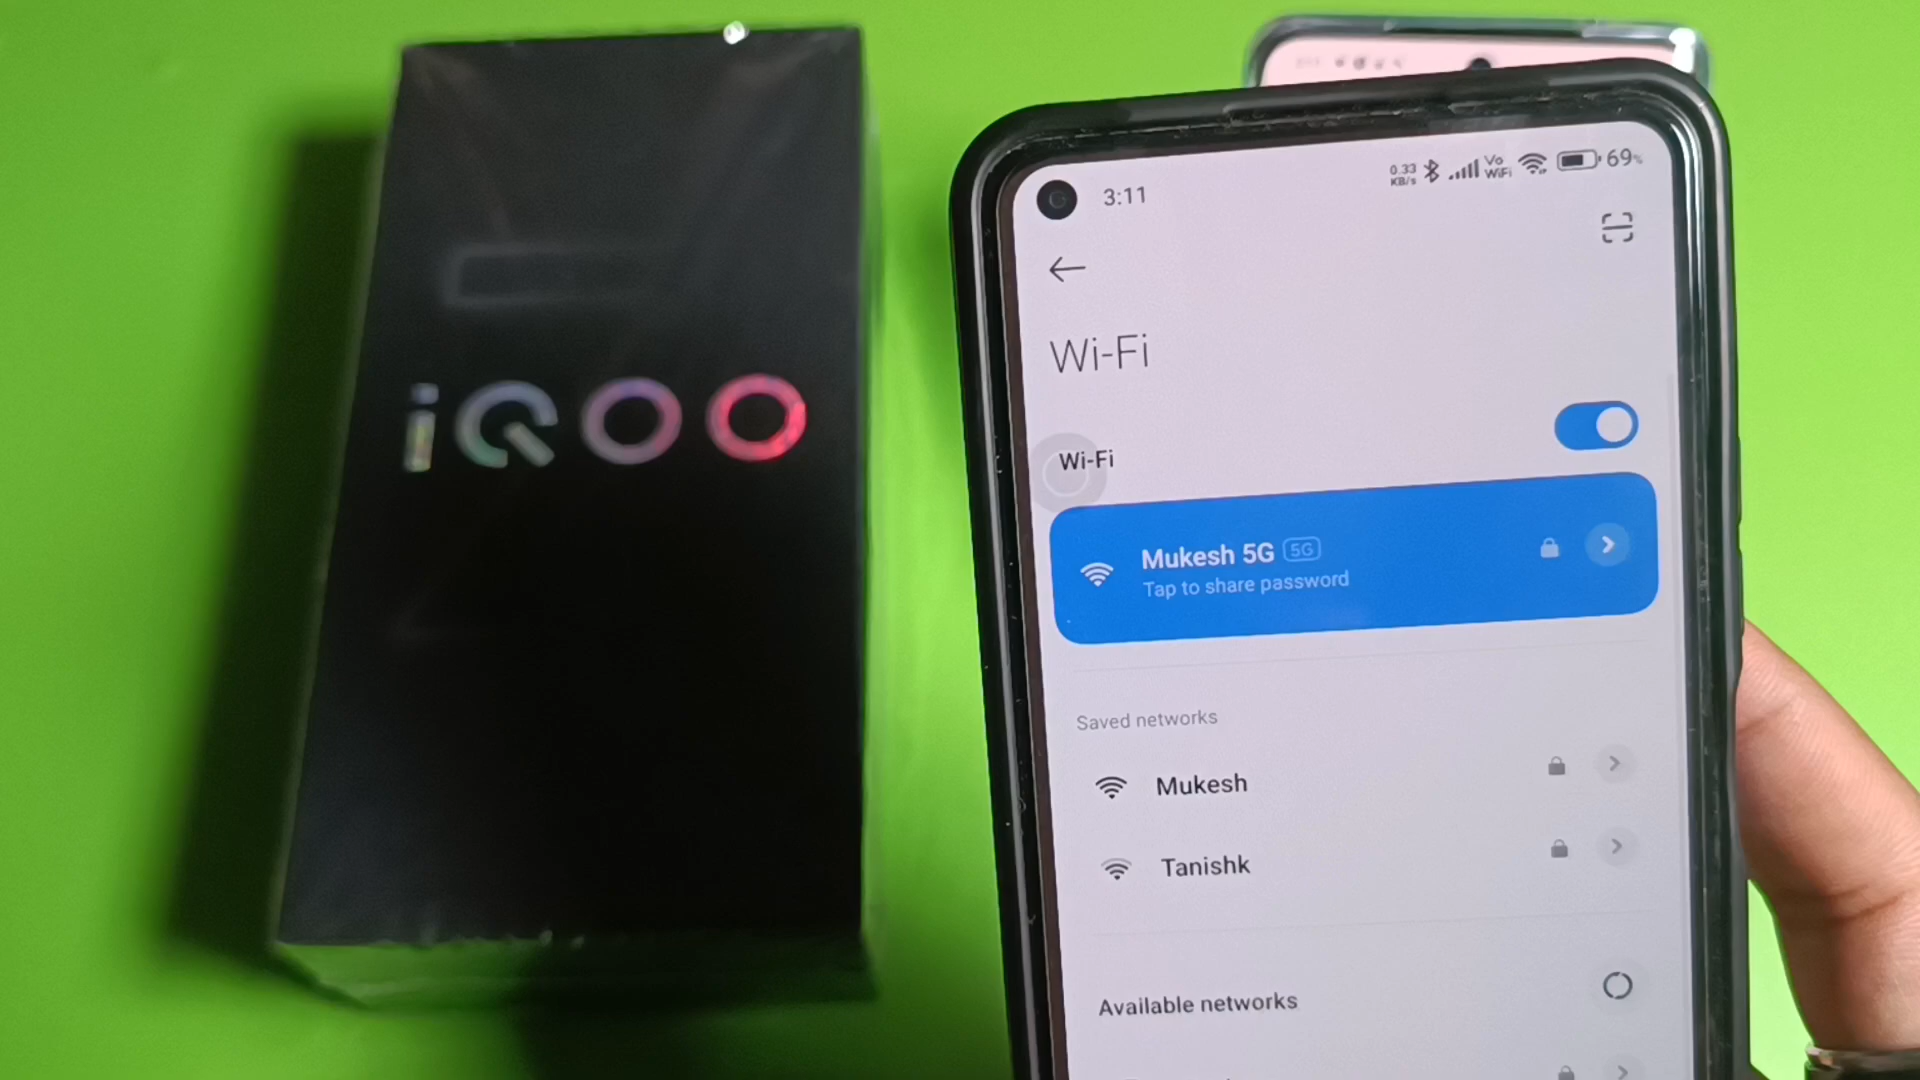 iQOO
3:11
0.33 KB/s Vo WiFi 69%
Wi-Fi
Wi-Fi
Mukesh 5G 5G
Tap to share password
Saved networks
Mukesh
Tanishk
Available networks